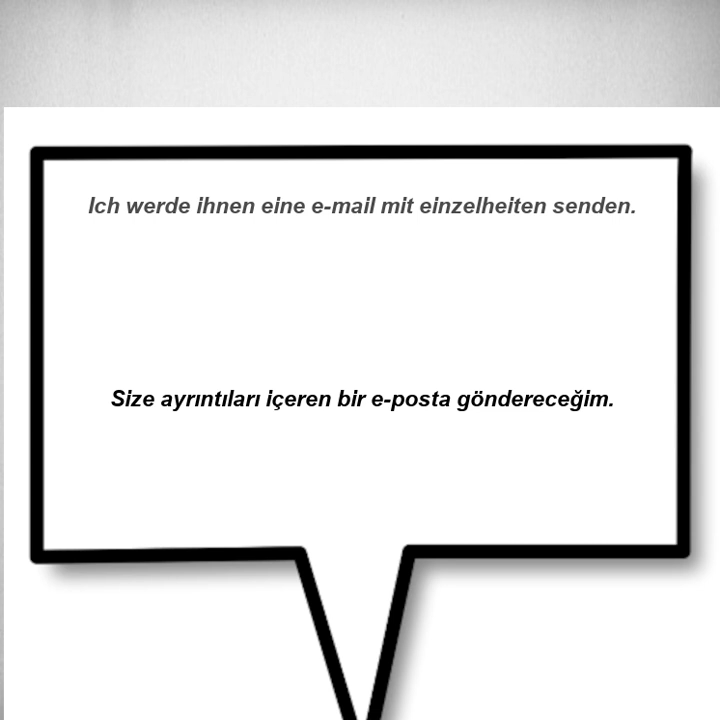 Ich werde ihnen eine e-mail mit einzelheiten senden.
Size ayrıntıları içeren bir e-posta göndereceğim.